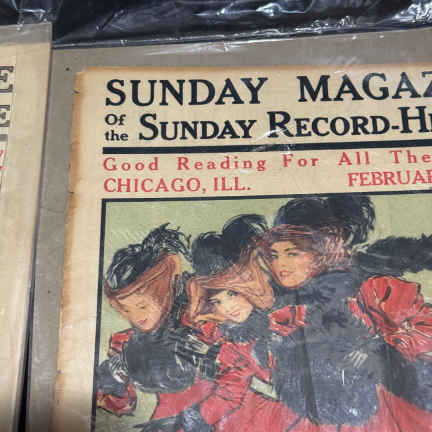 SUNDAY MAGAZ
Of the SUNDAY RECORD-H
Good Reading For All The
CHICAGO, ILL. FEBRUAR